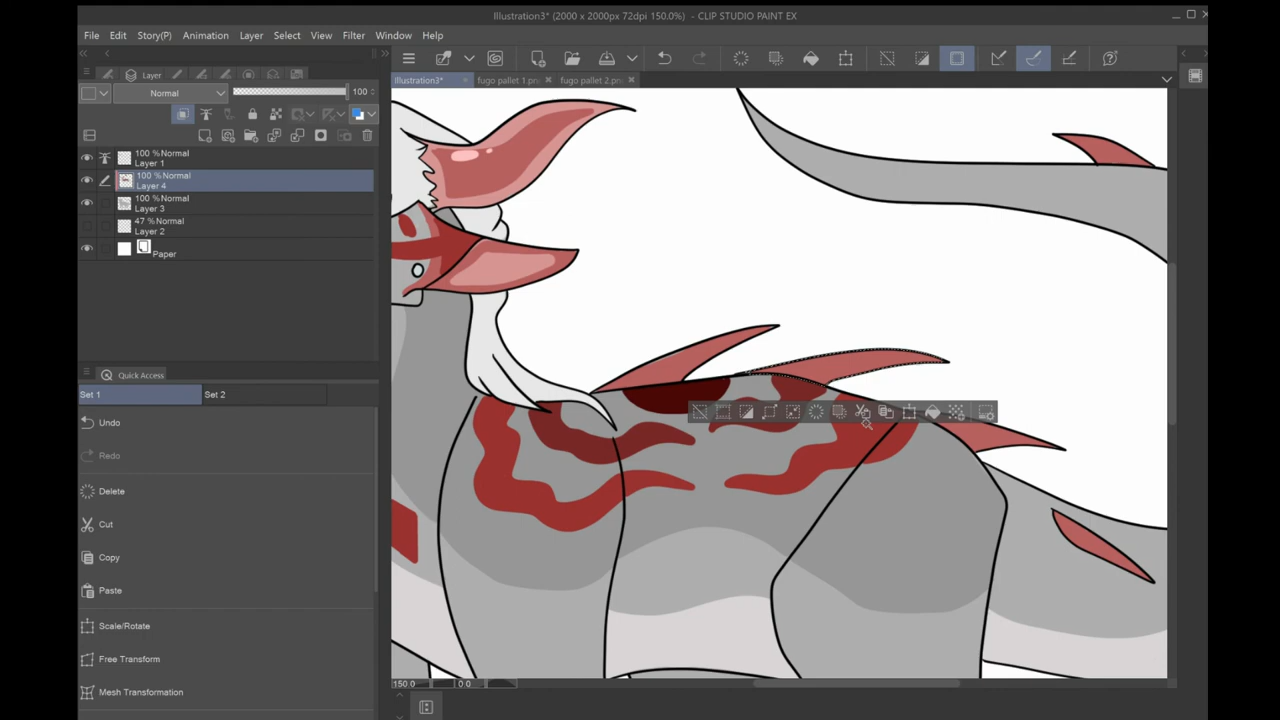 Illustration3* (2000 x 2000px 72dpi 150.0%) - CLIP STUDIO PAINT EX
File Edit Story(P) Animation Layer Select View Filter Window Help
Layer
Illustration3* fugo pallet 1.pn fugo pallet 2.pn
Normal 100
100 %Normal
Layer 1
100 %Normal
Layer 4
100 %Normal
Layer 3
47 %Normal
Layer 2
Paper
Quick Access
Set 1 Set 2
Undo
Redo
Delete
Cut
Copy
Paste
Scale/Rotate
Free Transform
Mesh Transformation
150.0 0 0